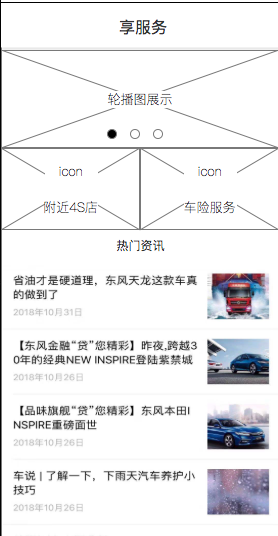 享服务
轮播图展示
icon
icon
附近4S店
车险服务
热门资讯
省油才是硬道理，东风天龙这款车真
的做到了
2018年10月31日
【东风金融“贷”您精彩】昨夜,跨越3
0年的经典NEW INSPIRE登陆紫禁城
2018年10月26日
【品味旗舰“贷”您精彩】东风本田I
NSPIRE重磅面世
2018年10月26日
车说 | 了解一下，下雨天汽车养护小
技巧
2018年10月26日